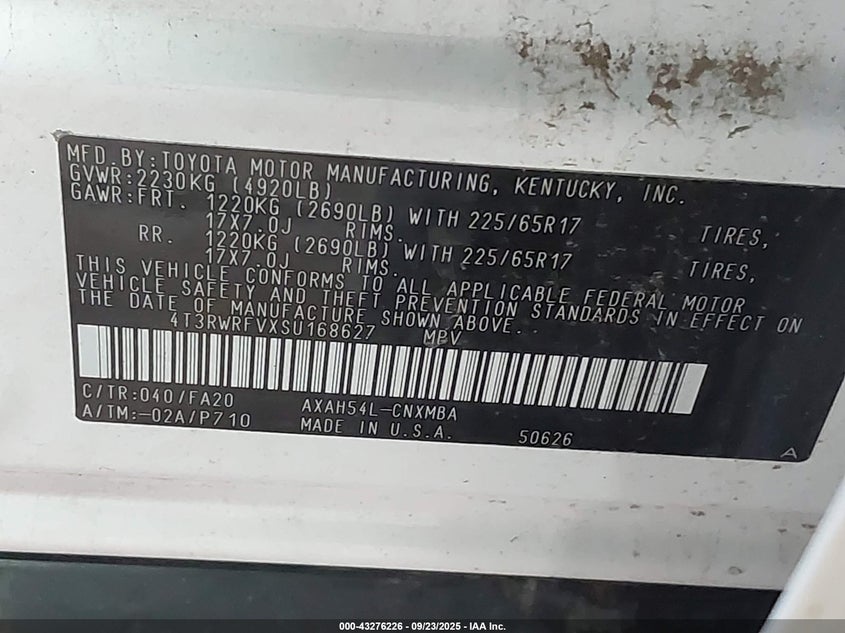 MFD. BY: TOYOTA MOTOR MANUFACTURING, KENTUCKY, INC.
GVWR: 2230KG (4920LB)
GAWR: FRT. 1220KG (2690LB) WITH 225/65R17 TIRES,
17X7.0J RIMS.
RR. 1220KG (2690LB) WITH 225/65R17 TIRES,
17X7.0J RIMS.
THIS VEHICLE CONFORMS TO ALL APPLICABLE FEDERAL MOTOR
VEHICLE SAFETY AND THEFT PREVENTION STANDARDS IN EFFECT ON
THE DATE OF MANUFACTURE SHOWN ABOVE.
4T3RWRFVXSU168627 MPV
C/TR: 040/FA20 AXAH54L-CNXMBA
A/TM: -02A/P710 MADE IN U.S.A. 50626
A
000-43276226 - 09/23/2025 - IAA Inc.